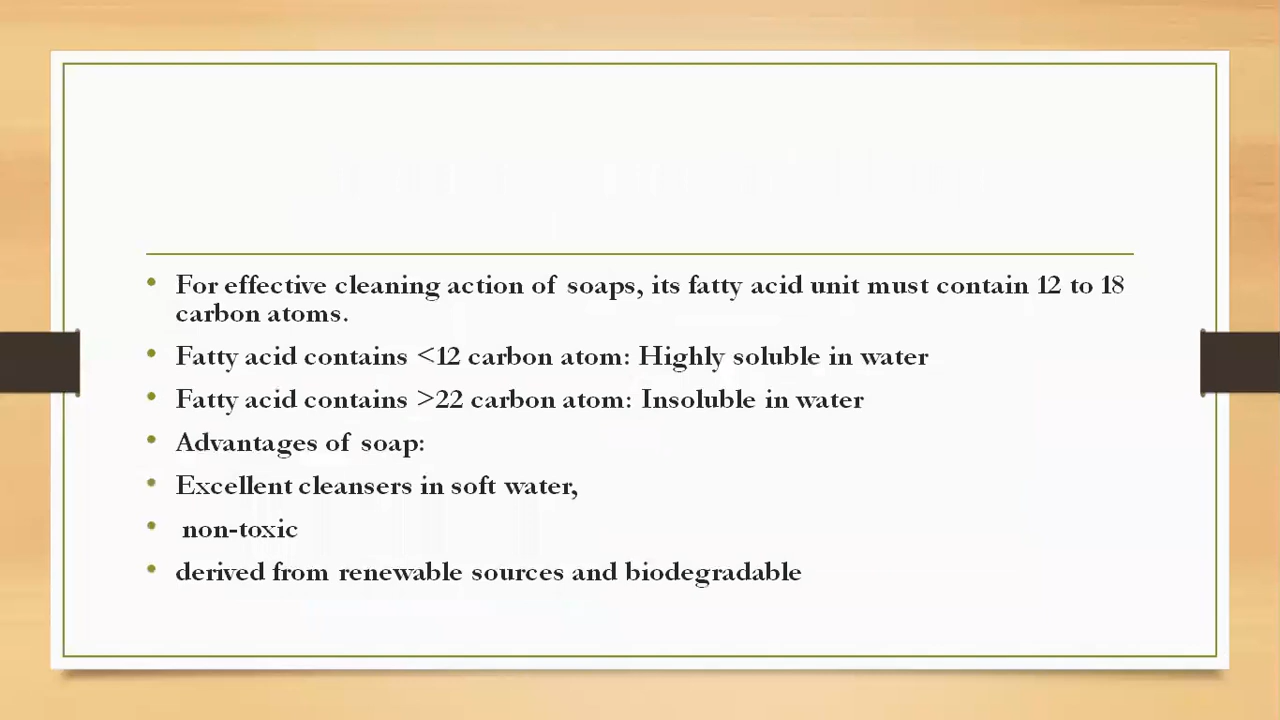 • For effective cleaning action of soaps, its fatty acid unit must contain 12 to 18
carbon atoms.
• Fatty acid contains <12 carbon atom: Highly soluble in water
• Fatty acid contains >22 carbon atom: Insoluble in water
• Advantages of soap:
• Excellent cleansers in soft water,
• non-toxic
• derived from renewable sources and biodegradable